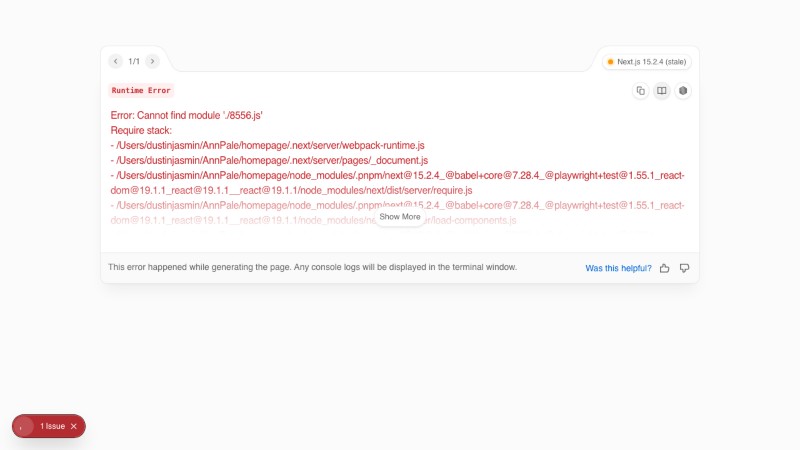 1/1
Next.js 15.2.4 (stale)
Runtime Error
Error: Cannot find module './8556.js'
Require stack:
- /Users/dustinjasmin/AnnPale/homepage/.next/server/webpack-runtime.js
- /Users/dustinjasmin/AnnPale/homepage/.next/server/pages/_document.js
- /Users/dustinjasmin/AnnPale/homepage/node_modules/.pnpm/next@15.2.4_@babel+core@7.28.4_@playwright+test@1.55.1_react-
dom@19.1.1_react@19.1.1__react@19.1.1/node_modules/next/dist/server/require.js
- /Users/dustinjasmin/AnnPale/homepage/node_modules/.pnpm/next@15.2.4_@babel+core@7.28.4_@playwright+test@1.55.1_react-
dom@19.1.1_react@19.1.1__react@19.1.1/node_modules/ne
/load-components.js
Show More
This error happened while generating the page. Any console logs will be displayed in the terminal window.
Was this helpful?
1 Issue